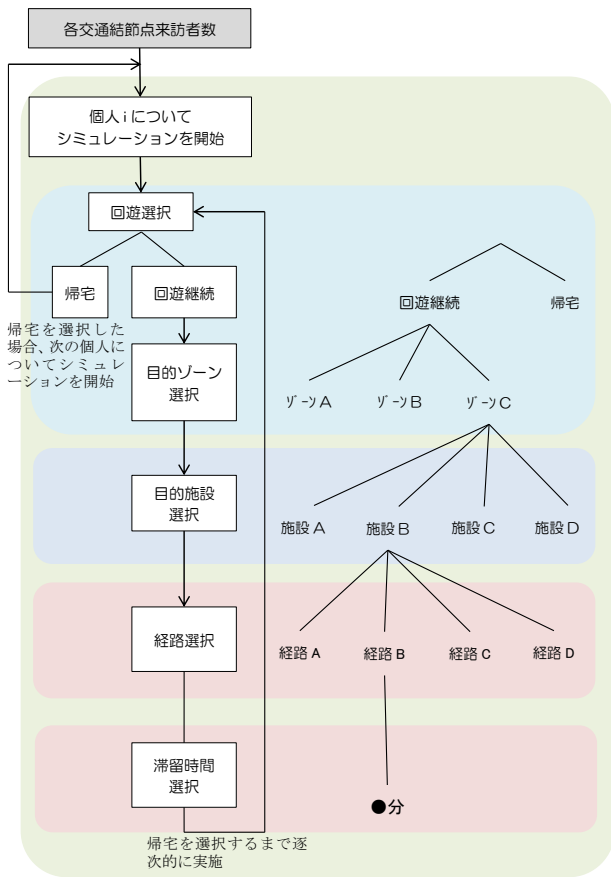 各交通結節点来訪者数
個人iについて
シミュレーションを開始
回遊選択
帰宅
回遊継続
帰宅を選択した
場合、次の個人に
ついてシミュレ
ーションを開始
目的ゾーン
選択
目的施設
選択
経路選択
滞留時間
選択
帰宅を選択するまで逐
次的に実施
回遊継続
帰宅
ｿﾞｰﾝA
ｿﾞｰﾝB
ｿﾞｰﾝC
施設A
施設B
施設C
施設D
経路A
経路B
経路C
経路D
●分